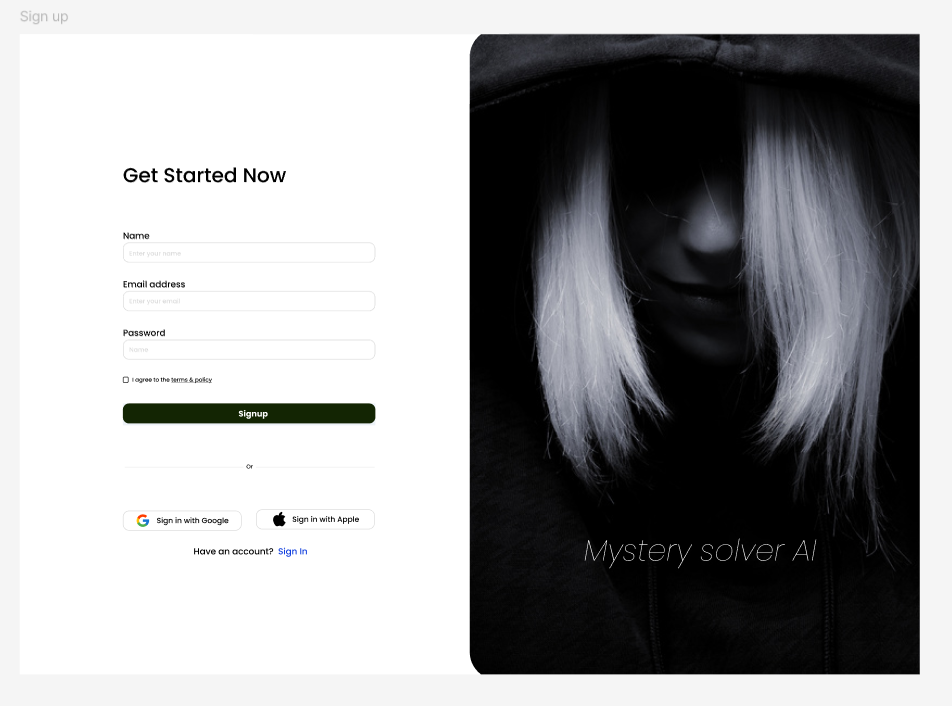 Sign up
Get Started Now
Name
Enter your name
Email address
Enter your email
Password
Name
I agree to the terms & policy
Signup
Or
Sign in with Google
Sign in with Apple
Have an account? Sign In
Mystery solver AI